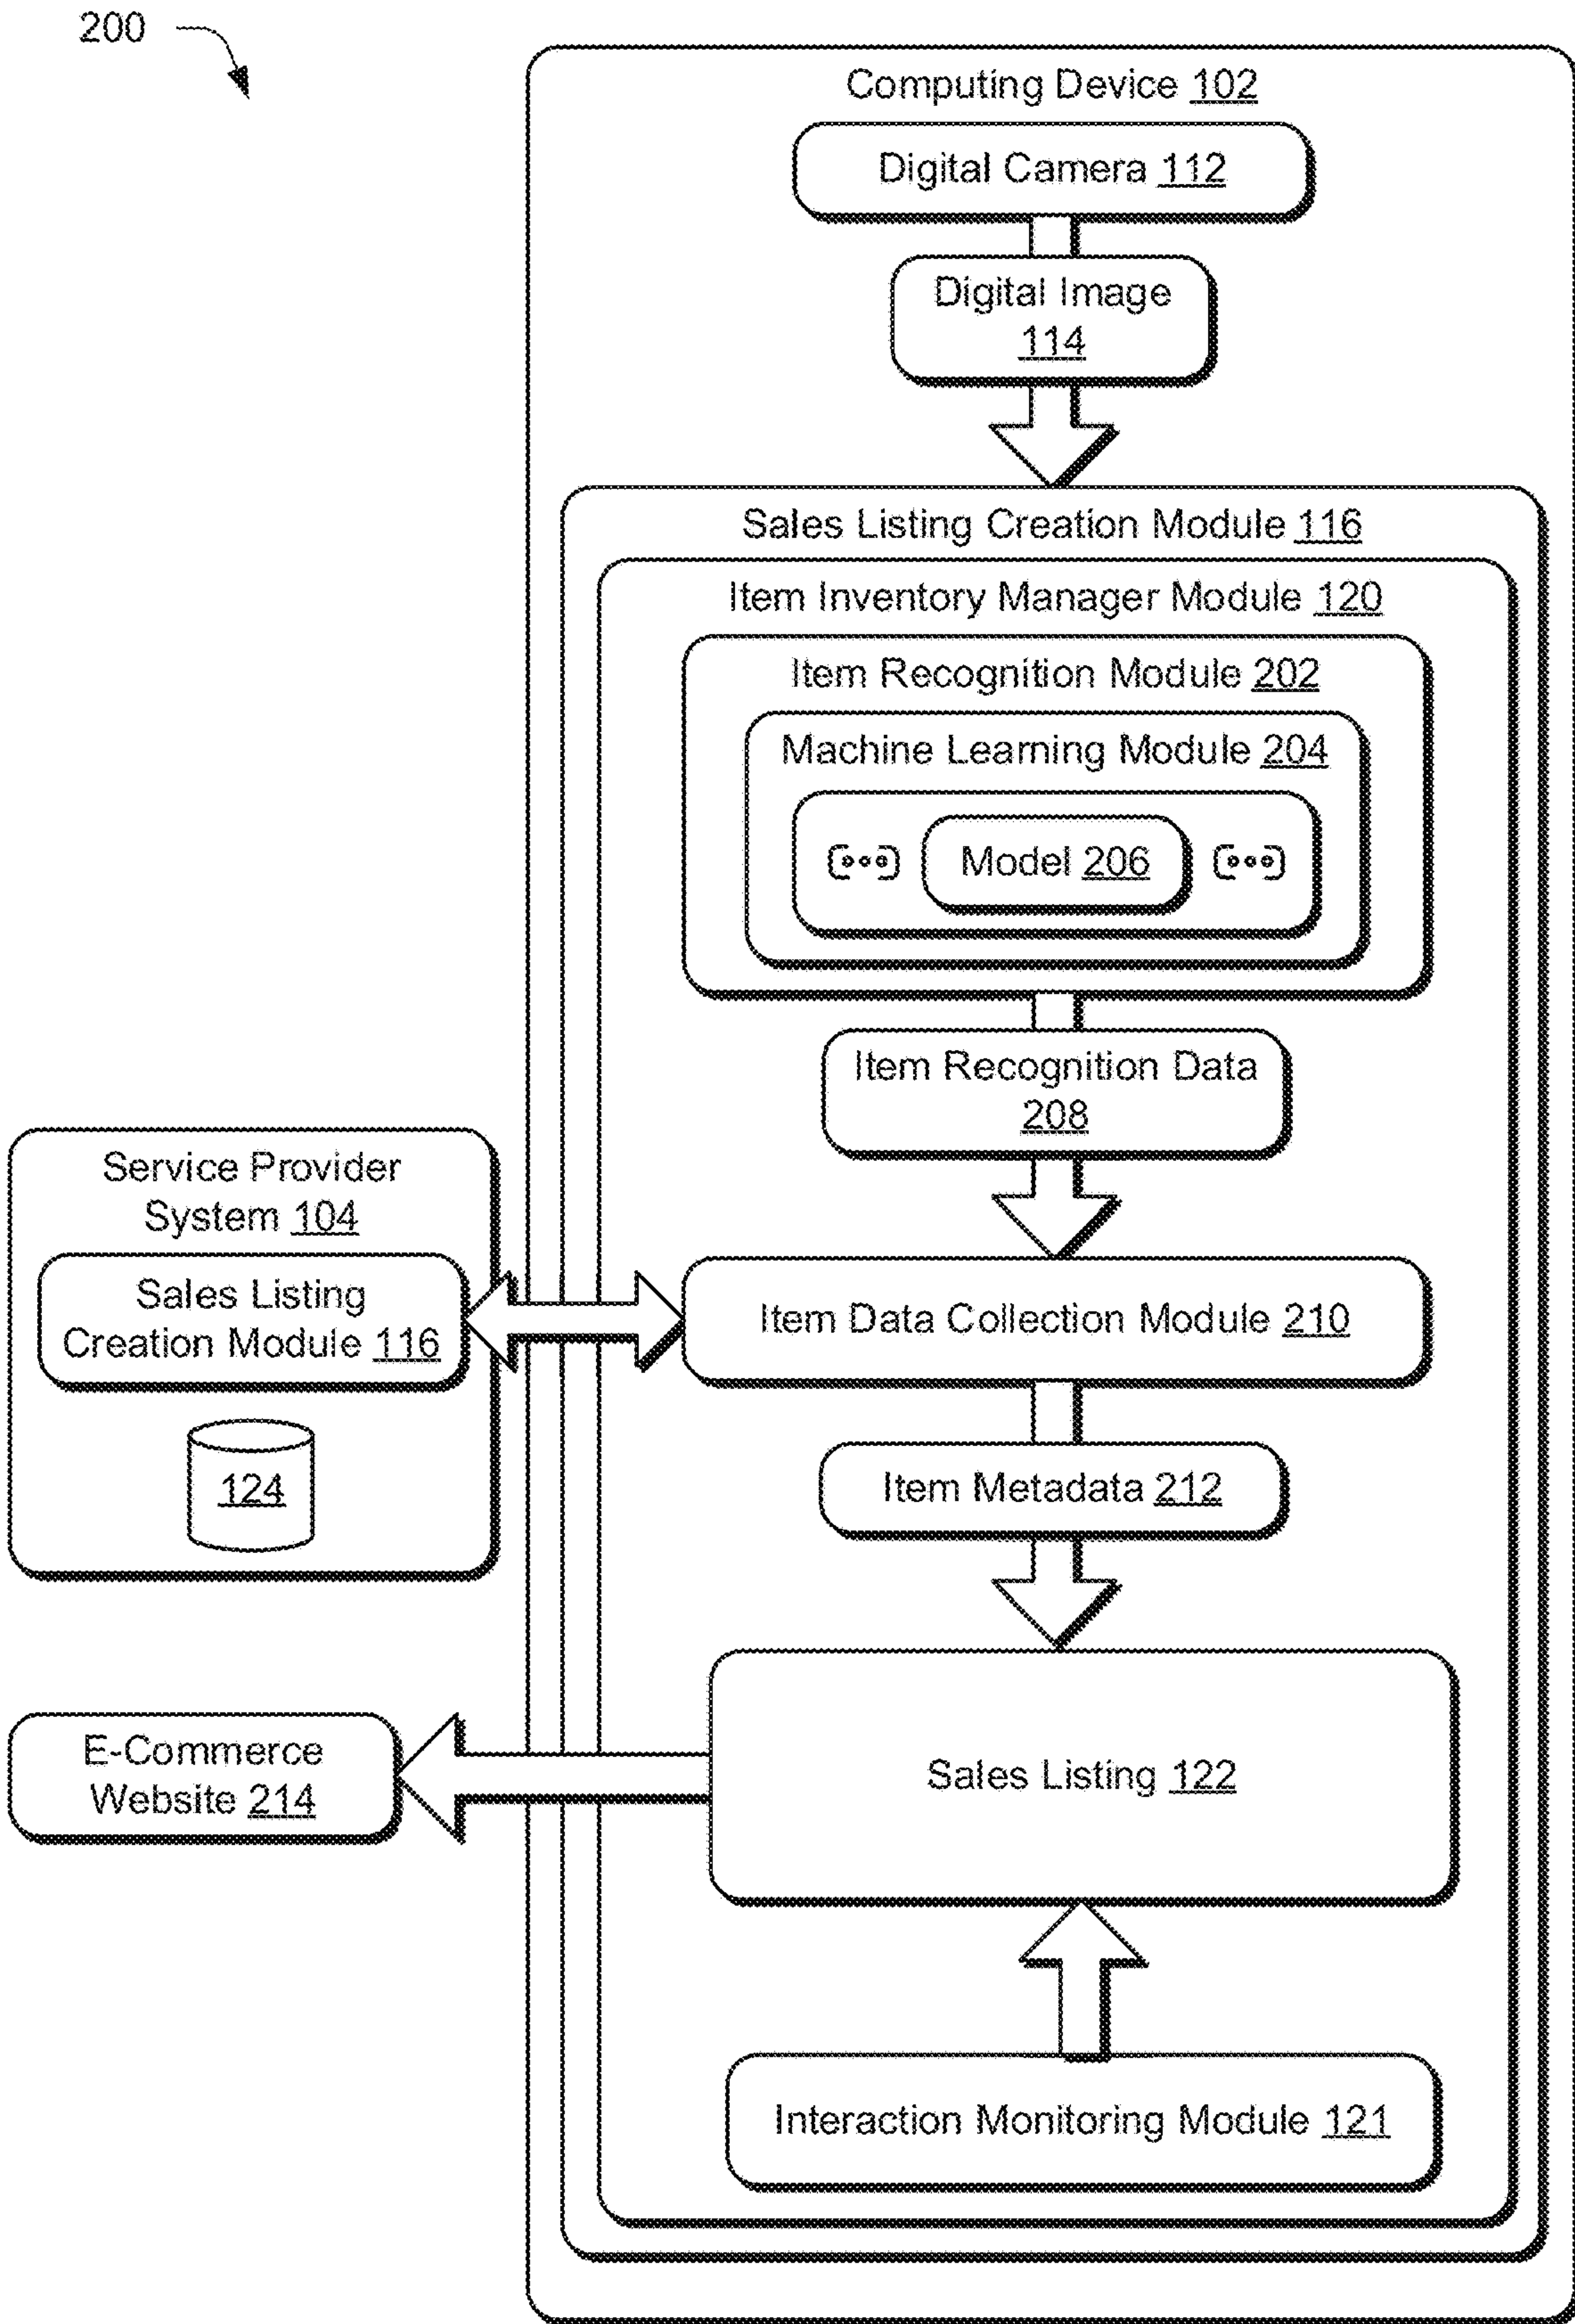 200
Computing Device 102
Digital Camera 112
Digital Image
114
Sales Listing Creation Module 116
Item Inventory Manager Module 120
Item Recognition Module 202
Machine Learning Module 204
Model 206
Item Recognition Data
208
Service Provider
System 104
Sales Listing
Creation Module 116
124
Item Data Collection Module 210
Item Metadata 212
E-Commerce
Website 214
Sales Listing 122
Interaction Monitoring Module 121